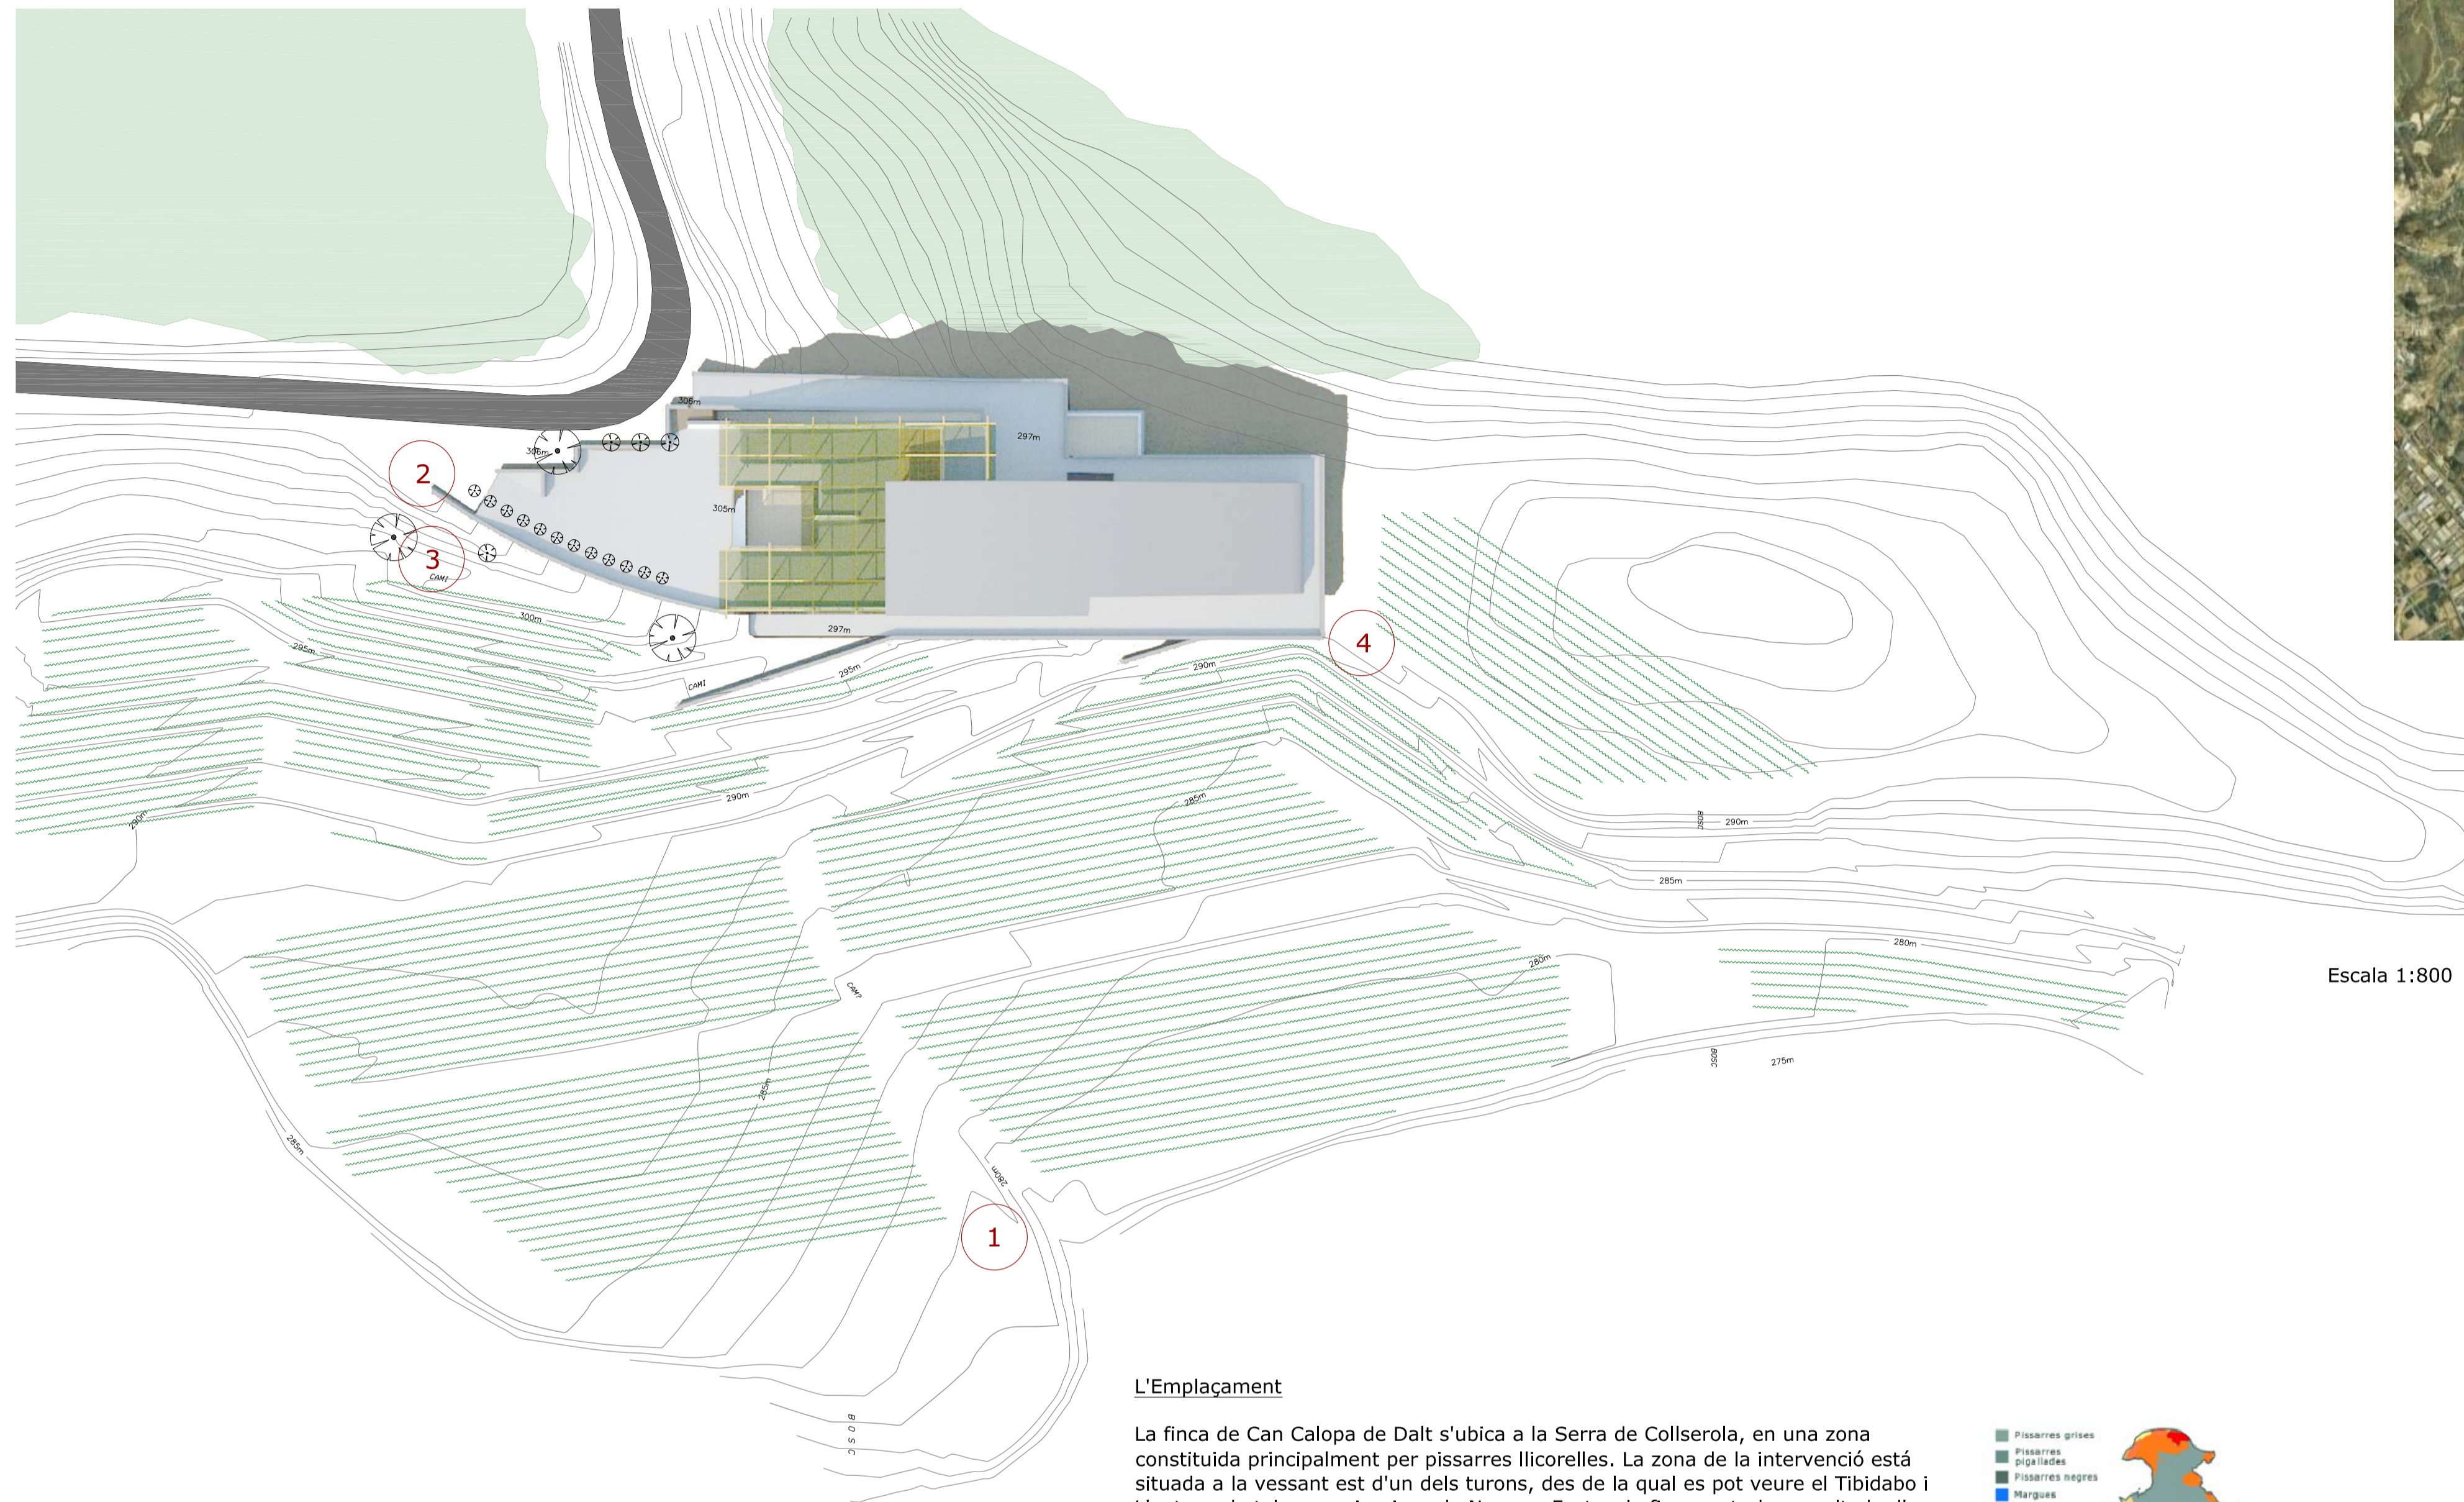 306m
297m
306m
2
305m
3
CAMI
300m
297m
4
295m
290m
295m
CAMI
285m
290m
290m
BOSC
290m
285m
280m
280m
Escala 1:800
CAM?
BOSC
275m
285m
285m
280m
1
L'Emplaçament
La finca de Can Calopa de Dalt s'ubica a la Serra de Collserola, en una zona
constituida principalment per pissarres llicorelles. La zona de la intervenció está
situada a la vessant est d'un dels turons, des de la qual es pot veure el Tibidabo i
BOSC
Pissarres grises
Pissarres
pigallades
Pissarres negres
Margues